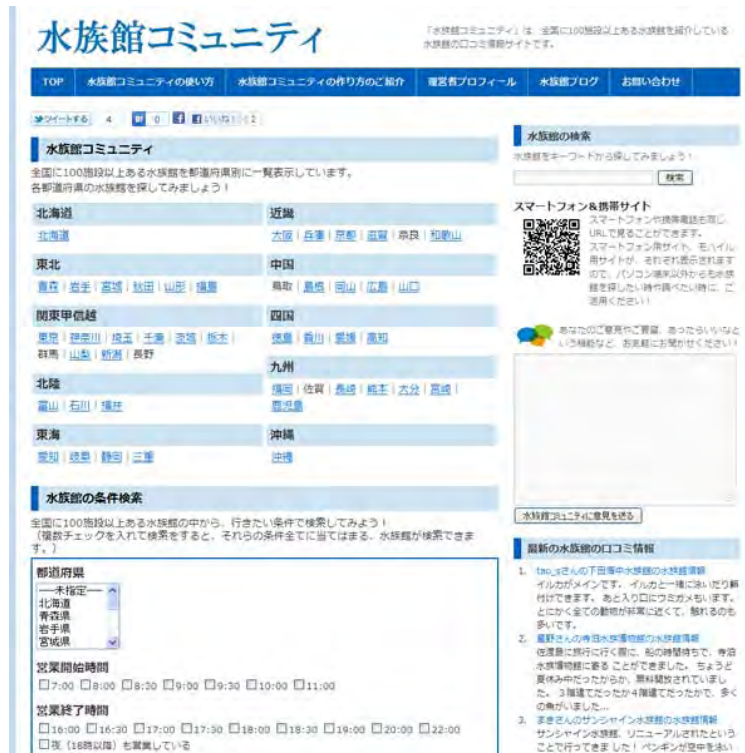 水族館コミュニティ
「水族館コミュニティ」は、全国に100施設以上ある水族館を紹介している
水族館の口コミ情報サイトです。
TOP 水族館コミュニティの使い方 水族館コミュニティの作り方のご紹介 運営者プロフィール 水族館ブログ お問い合わせ
ツイートする 4 0 いいね! 2
水族館コミュニティ
全国に100施設以上ある水族館を都道府県別に一覧表示しています。
各都道府県の水族館を探してみましょう！
北海道
北海道
東北
青森 | 岩手 | 宮城 | 秋田 | 山形 | 福島
関東甲信越
東京 | 神奈川 | 埼玉 | 千葉 | 茨城 | 栃木 |
群馬 | 山梨 | 新潟 | 長野
北陸
富山 | 石川 | 福井
東海
愛知 | 岐阜 | 静岡 | 三重
近畿
大阪 | 兵庫 | 京都 | 滋賀 | 奈良 | 和歌山
中国
鳥取 | 島根 | 岡山 | 広島 | 山口
四国
徳島 | 香川 | 愛媛 | 高知
九州
福岡 | 佐賀 | 長崎 | 熊本 | 大分 | 宮崎 |
鹿児島
沖縄
沖縄
水族館の条件検索
全国に100施設以上ある水族館の中から、行きたい条件で検索してみよう！
（複数チェックを入れて検索をすると、それらの条件全てに当てはまる、水族館が検索できま
す。）
都道府県
──未指定──
北海道
青森県
岩手県
宮城県
営業開始時間
7:00 8:00 8:30 9:00 9:30 10:00 11:00
営業終了時間
16:00 16:30 17:00 17:30 18:00 18:30 19:00 20:00 22:00
夜（18時以降）も営業している
水族館の検索
水族館をキーワードから探してみましょう！
検索
スマートフォン&携帯サイト
スマートフォンや携帯電話も同じ
URLで見ることができます。
スマートフォン用サイト、モバイル
用サイトが、それぞれ表示されます
ので、パソコン端末以外からも水族
館を探したい時や調べたい時に、ご
活用ください！
あなたのご意見やご要望、あったらいいなと
いう機能など、お気軽にお聞かせください！
水族館コミュニティに意見を送る
最新の水族館の口コミ情報
1. tmo_sさんの下田海中水族館の水族館情報
イルカがメインです。 イルカと一緒に泳いだり餌
付けできます。 あと入り口にウミガメもいます。
とにかく全ての動物が非常に近くて、触れるのも
多いです。
2. 星野さんの寺泊水族博物館の水族館情報
佐渡島に旅行に行く際に、船の時間待ちで、寺泊
水族博物館に寄る ことができました。 ちょうど
夏休み中だったからか、無料開放されていまし
た。 3階建てだったか4階建てだったかで、多く
の魚がいました...
3. まきさんのサンシャイン水族館の水族館情報
サンシャイン水族館、リニューアルされたという
ことで行ってきま した！ ペンギンが空中を泳い